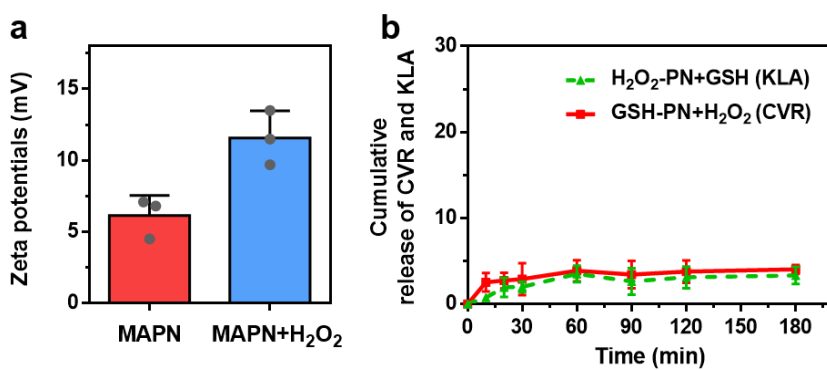 a
Zeta potentials (mV)
15
10
5
0
MAPN
MAPN+H₂O₂
b
Cumulative
release of CVR and KLA
30
20
10
0
H₂O₂-PN+GSH (KLA)
GSH-PN+H₂O₂ (CVR)
0 30 60 90 120 150 180
Time (min)